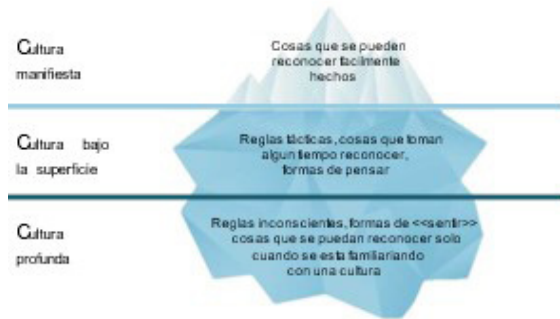 Cultura
manifiesta
Cosas que se pueden
reconocer facilmente
hechos
Cultura bajo
la superficie
Reglas tácticas, cosas que toman
algun tiempo reconocer,
formas de pensar
Cultura
profunda
Reglas inconscientes, formas de <<sentir>>
cosas que se puedan reconocer solo
cuando se esta familiariando
con una cultura